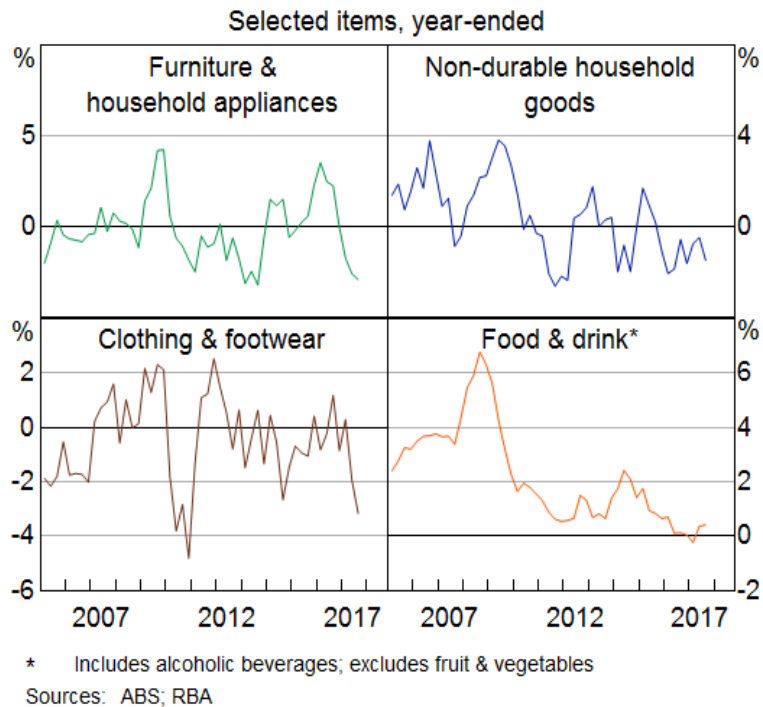 Selected items, year-ended
%
%
Furniture &
household appliances
Non-durable household
goods
5
4
0
0
%
%
Clothing & footwear
Food & drink*
2
6
0
4
-2
2
-4
0
-6
-2
2007
2012
2017
2007
2012
2017
* Includes alcoholic beverages; excludes fruit & vegetables
Sources: ABS; RBA